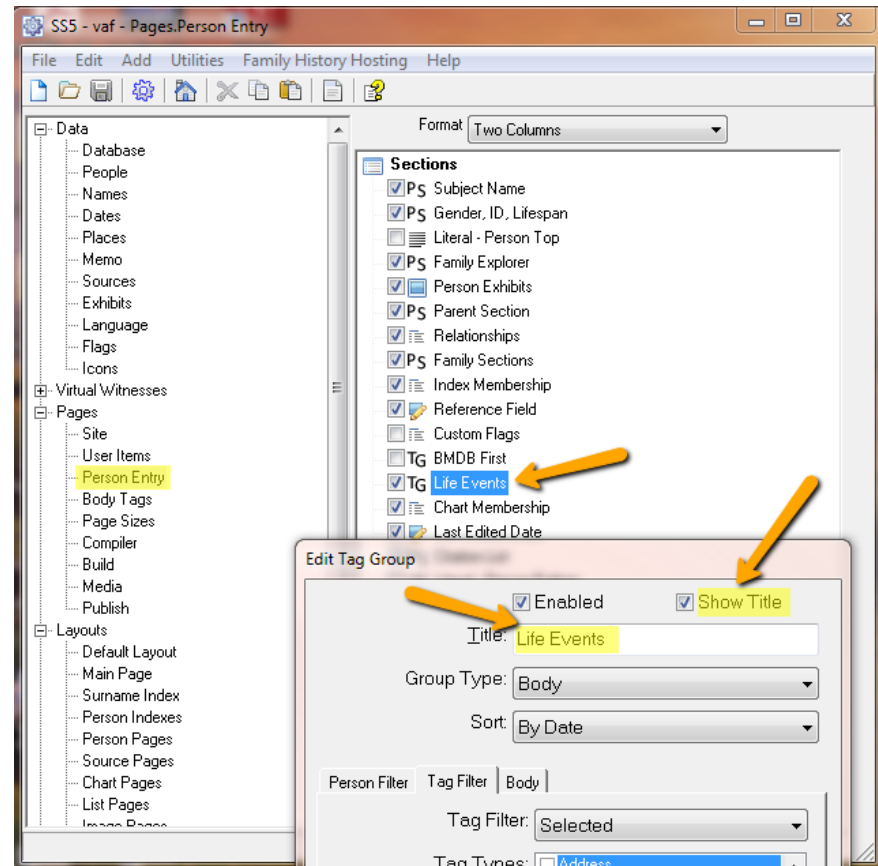 SS5 - vaf - Pages.Person Entry
File Edit Add Utilities Family History Hosting Help
Data
Database
People
Names
Dates
Places
Memo
Sources
Exhibits
Language
Flags
Icons
Virtual Witnesses
Pages
Site
User Items
Person Entry
Body Tags
Page Sizes
Compiler
Build
Media
Publish
Layouts
Default Layout
Main Page
Surname Index
Person Indexes
Person Pages
Source Pages
Chart Pages
List Pages
Image Pages
Format Two Columns
Sections
PS Subject Name
PS Gender, ID, Lifespan
Literal - Person Top
PS Family Explorer
Person Exhibits
PS Parent Section
Relationships
PS Family Sections
Index Membership
Reference Field
Custom Flags
TG BMDB First
TG Life Events
Chart Membership
Last Edited Date
Edit Tag Group
Enabled Show Title
Title: Life Events
Group Type: Body
Sort: By Date
Person Filter Tag Filter Body
Tag Filter: Selected
Tag Types: Address